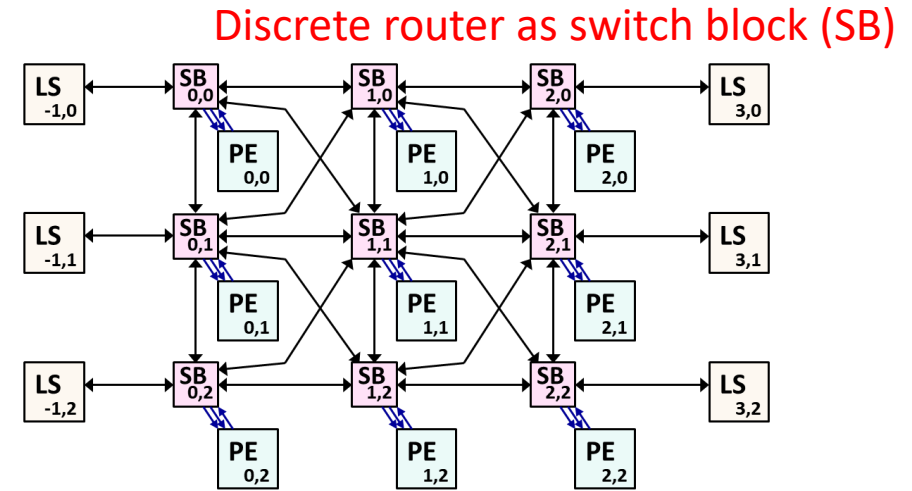 Discrete router as switch block (SB)
LS
-1,0
SB
0,0
SB
1,0
SB
2,0
LS
3,0
PE
0,0
PE
1,0
PE
2,0
LS
-1,1
SB
0,1
SB
1,1
SB
2,1
LS
3,1
PE
0,1
PE
1,1
PE
2,1
LS
-1,2
SB
0,2
SB
1,2
SB
2,2
LS
3,2
PE
0,2
PE
1,2
PE
2,2